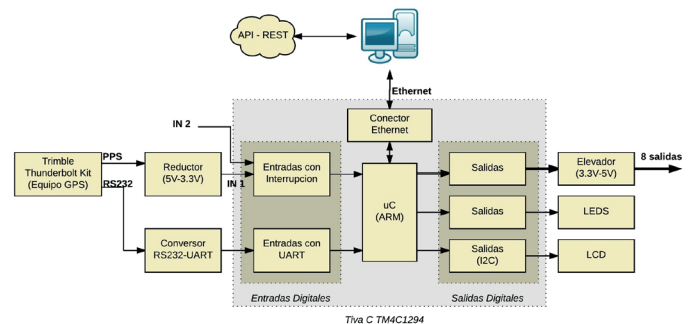 API - REST
Ethernet
Conector
Ethernet
IN 2
PPS
Trimble
Thunderbolt Kit
(Equipo GPS)
RS232
Reductor
(5V-3.3V)
IN 1
Entradas con
Interrupcion
uC
(ARM)
Salidas
Elevador
(3.3V-5V)
8 salidas
Salidas
LEDS
Conversor
RS232-UART
Entradas con
UART
Salidas
(I2C)
LCD
Entradas Digitales
Salidas Digitales
Tiva C TM4C1294